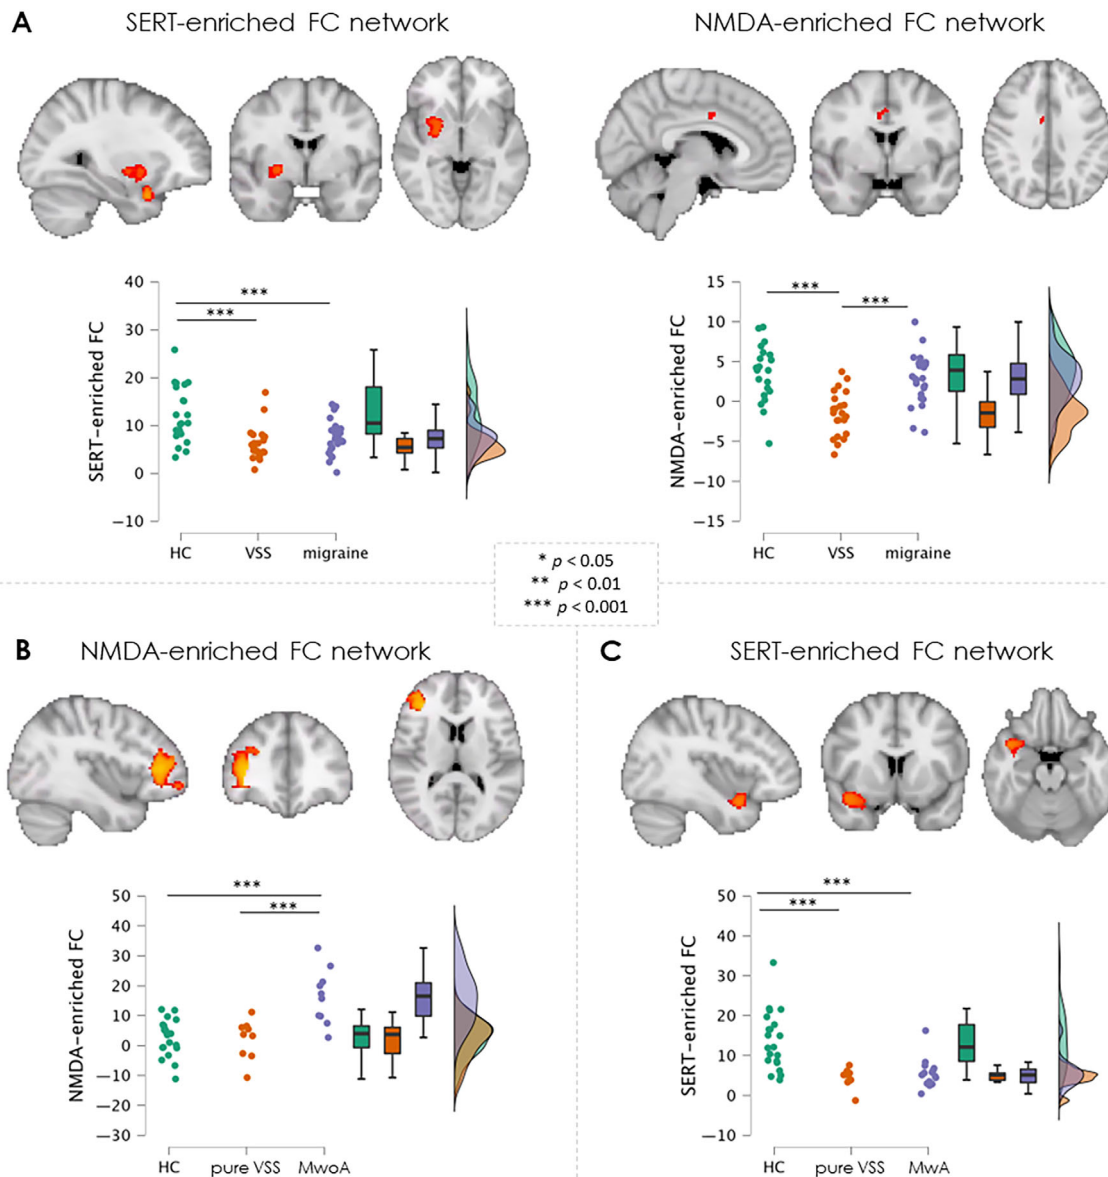 A
SERT-enriched FC network
NMDA-enriched FC network
SERT-enriched FC
40
30
20
10
0
−10
***
***
HC
VSS
migraine
NMDA-enriched FC
15
10
5
0
−5
−10
−15
***
***
HC
VSS
migraine
* p < 0.05
** p < 0.01
*** p < 0.001
B
NMDA-enriched FC network
C
SERT-enriched FC network
NMDA-enriched FC
50
40
30
20
10
0
−10
−20
−30
***
***
HC
pure VSS
MwoA
SERT-enriched FC
50
40
30
20
10
0
−10
***
***
HC
pure VSS
MwA